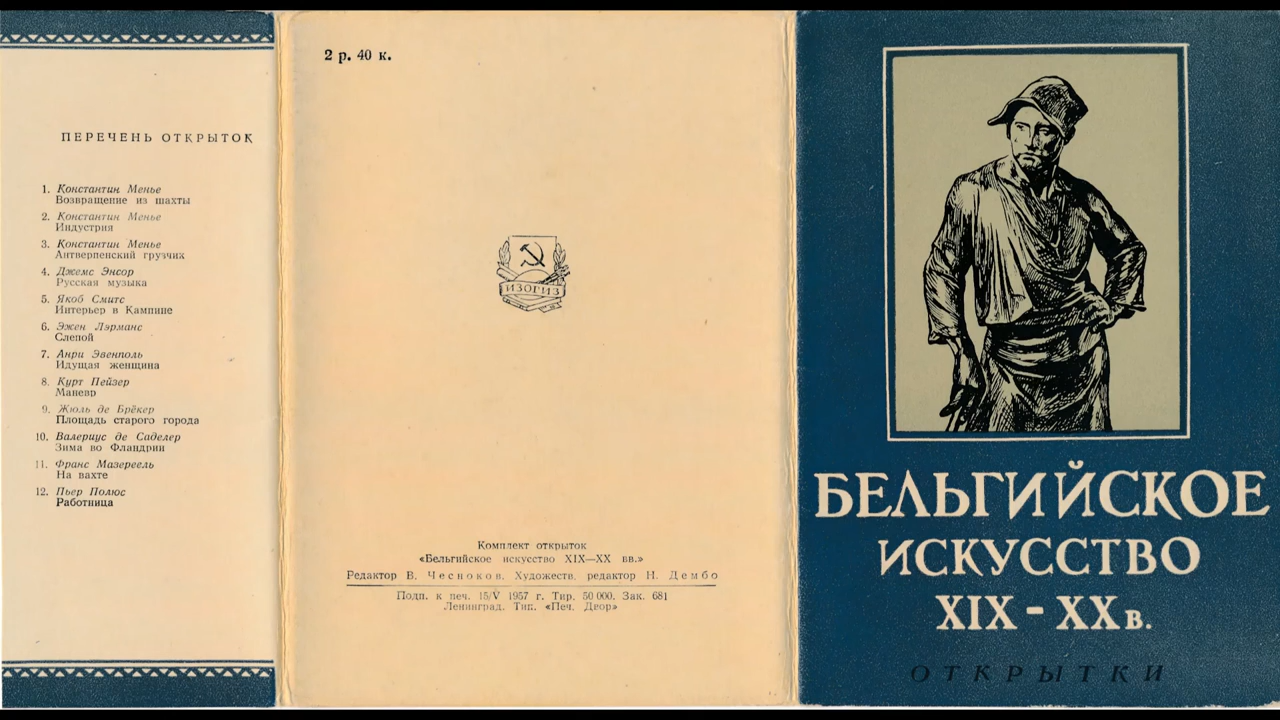 ПЕРЕЧЕНЬ ОТКРЫТОК
1. Константин Менье
Возвращение из шахты
2. Константин Менье
Индустрия
3. Константин Менье
Антверпенский грузчик
4. Джемс Энсор
Русская музыка
5. Якоб Смитс
Интерьер в Кампине
6. Эжен Лэрманс
Слепой
7. Анри Эвенполь
Идущая женщина
8. Курт Пейзер
Маневр
9. Жюль де Брёкер
Площадь старого города
10. Валериус де Саделер
Зима во Фландрии
11. Франс Мазереель
На вахте
12. Пьер Полюс
Работница
2 р. 40 к.
ИЗОГИЗ
Комплект открыток
«Бельгийское искусство XIX—XX вв.»
Редактор В. Чесноков. Художеств. редактор Н. Дембо
Подп. к печ. 15/V 1957 г. Тир. 50 000. Зак. 681
Ленинград. Тип. «Печ. Двор»
БЕЛЬГИЙСКОЕ
ИСКУССТВО
XIX - XX в.
ОТКРЫТКИ